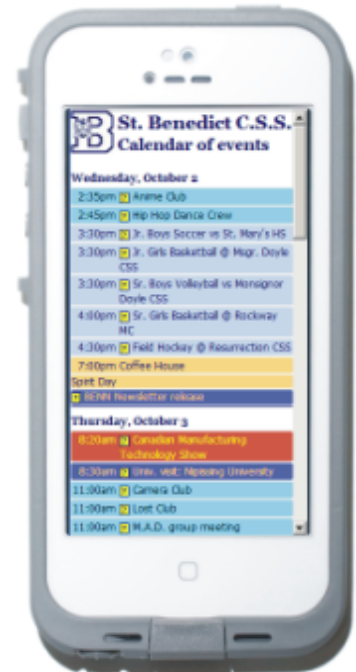 St. Benedict C.S.S.
Calendar of events
Wednesday, October 2
2:35pm Anime Club
2:45pm Hip Hop Dance Crew
3:30pm Jr. Boys Soccer vs St. Mary's HS
3:30pm Jr. Girls Basketball @ Msgr. Doyle
CSS
3:30pm Sr. Boys Volleyball vs Monsignor
Doyle CSS
4:00pm Sr. Girls Basketball @ Rockway
MC
4:30pm Field Hockey @ Resurrection CSS
7:00pm Coffee House
Spirit Day
BENN Newsletter release
Thursday, October 3
8:20am Canadian Manufacturing
Technology Show
8:30am Univ. visit: Nipissing University
11:00am Camera Club
11:00am Lost Club
11:00am M.A.D. group meeting